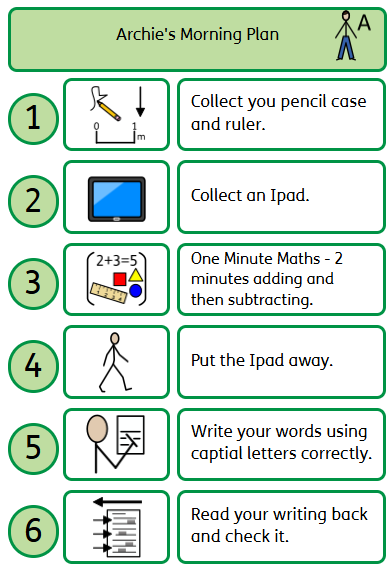 Archie's Morning Plan
A
1
0 1
m
Collect you pencil case
and ruler.
2
Collect an Ipad.
3
2+3=5
One Minute Maths - 2
minutes adding and
then subtracting.
4
Put the Ipad away.
5
Write your words using
captial letters correctly.
6
Read your writing back
and check it.